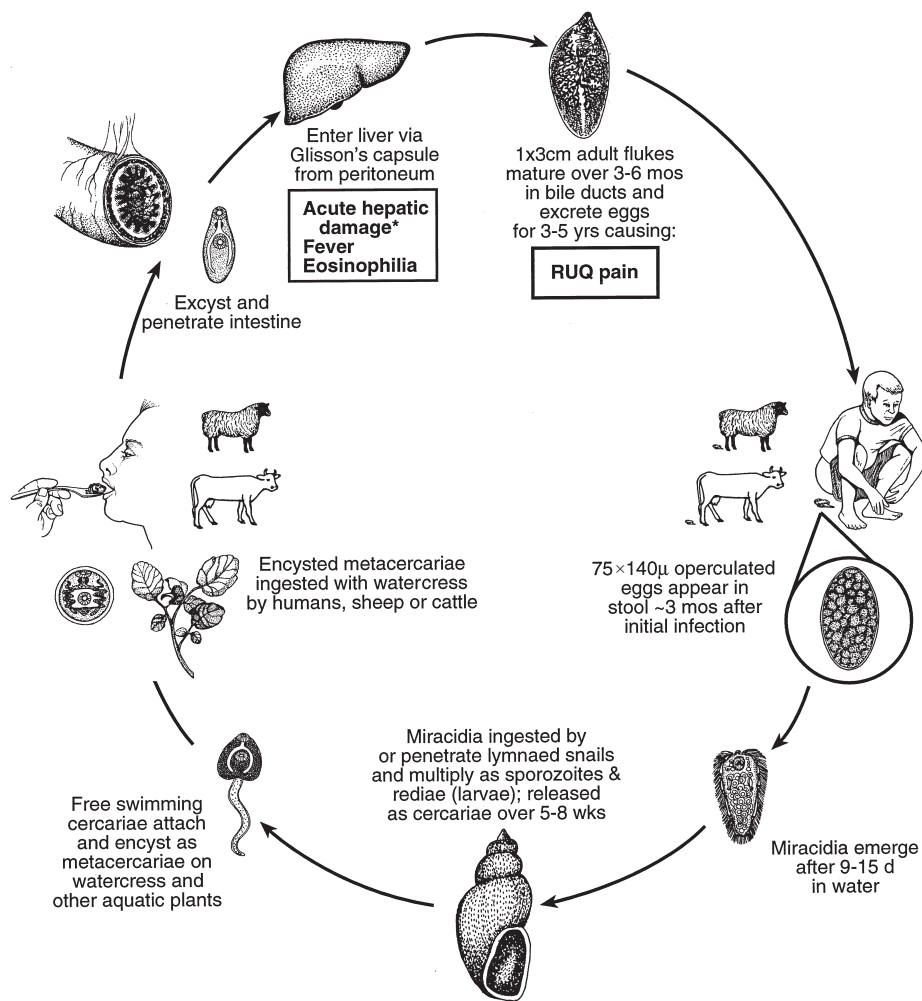 Enter liver via
Glisson's capsule
from peritoneum
Acute hepatic
damage*
Fever
Eosinophilia
1x3cm adult flukes
mature over 3-6 mos
in bile ducts and
excrete eggs
for 3-5 yrs causing:
RUQ pain
Excyst and
penetrate intestine
Encysted metacercariae
ingested with watercress
by humans, sheep or cattle
75×140μ operculated
eggs appear in
stool ~3 mos after
initial infection
Miracidia ingested by
or penetrate lymnaed snails
and multiply as sporozoites &
rediae (larvae); released
as cercariae over 5-8 wks
Free swimming
cercariae attach
and encyst as
metacercariae on
watercress and
other aquatic plants
Miracidia emerge
after 9-15 d
in water